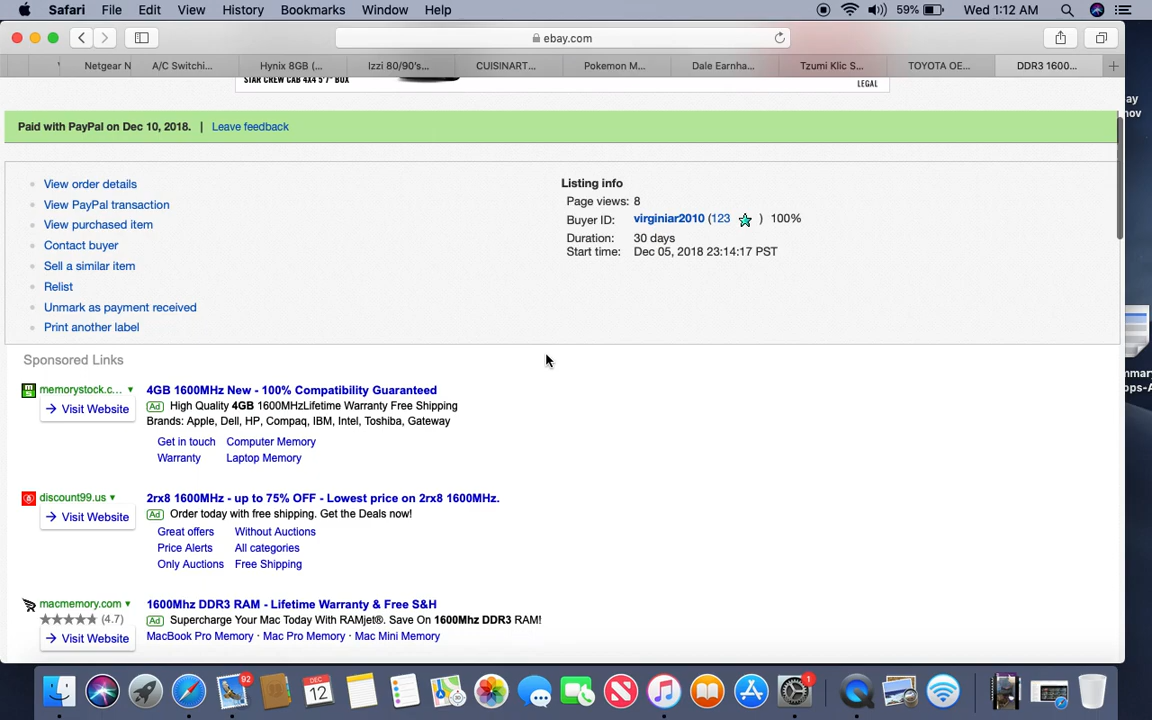 Safari File Edit View History Bookmarks Window Help 59% Wed 1:12 AM
ebay.com
Netgear N A/C Switchi... Hynix 8GB (... Izzi 80/90's... CUISINART... Pokemon M... Dale Earnha... Tzumi Klic S... TOYOTA OE... DDR3 1600...
STAR CREW CAB 4X4 5'7" BOX
LEGAL
Paid with PayPal on Dec 10, 2018. | Leave feedback
View order details
View PayPal transaction
View purchased item
Contact buyer
Sell a similar item
Relist
Unmark as payment received
Print another label
Listing info
Page views: 8
Buyer ID: virginiar2010 (123 ) 100%
Duration: 30 days
Start time: Dec 05, 2018 23:14:17 PST
Sponsored Links
memorystock.c... 4GB 1600MHz New - 100% Compatibility Guaranteed
Visit Website Ad High Quality 4GB 1600MHzLifetime Warranty Free Shipping
Brands: Apple, Dell, HP, Compaq, IBM, Intel, Toshiba, Gateway
Get in touch Computer Memory
Warranty Laptop Memory
discount99.us 2rx8 1600MHz - up to 75% OFF - Lowest price on 2rx8 1600MHz.
Visit Website Ad Order today with free shipping. Get the Deals now!
Great offers Without Auctions
Price Alerts All categories
Only Auctions Free Shipping
macmemory.com 1600Mhz DDR3 RAM - Lifetime Warranty & Free S&H
(4.7) Ad Supercharge Your Mac Today With RAMjet®. Save On 1600Mhz DDR3 RAM!
Visit Website MacBook Pro Memory · Mac Pro Memory · Mac Mini Memory
92
DEC
12
1